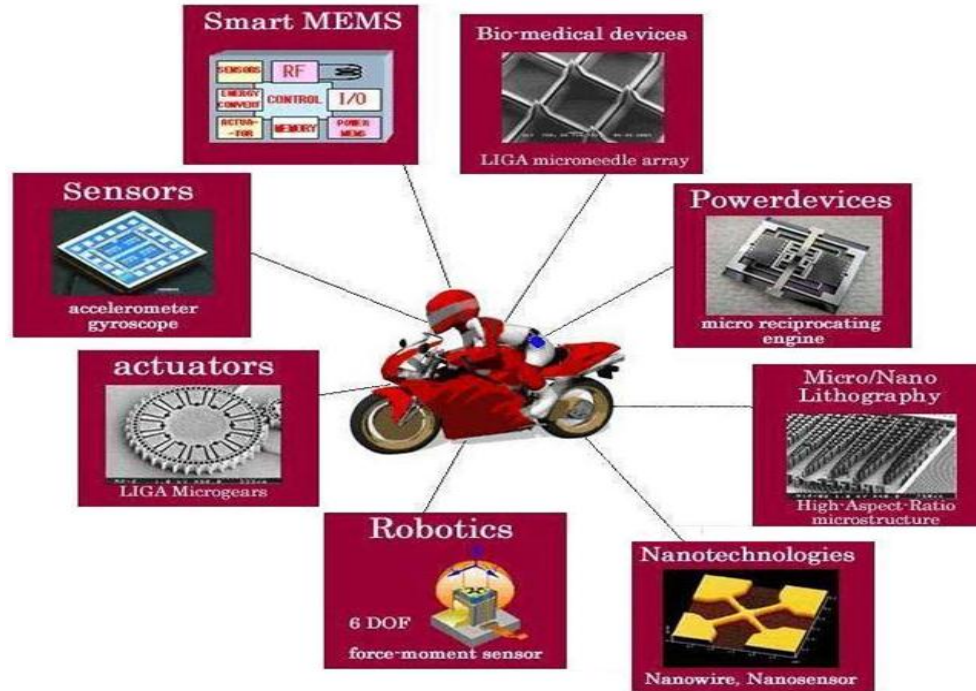 Smart MEMS
SENSORS
RF
ENERGY
CONVERT
CONTROL
I/O
ACTUA-
-TOR
MEMORY
POWER
MEMS
Bio-medical devices
LIGA microneedle array
Sensors
accelerometer
gyroscope
Powerdevices
micro reciprocating
engine
actuators
LIGA Microgears
Micro/Nano
Lithography
High-Aspect-Ratio
microstructure
Robotics
6 DOF
force-moment sensor
Nanotechnologies
Nanowire, Nanosensor